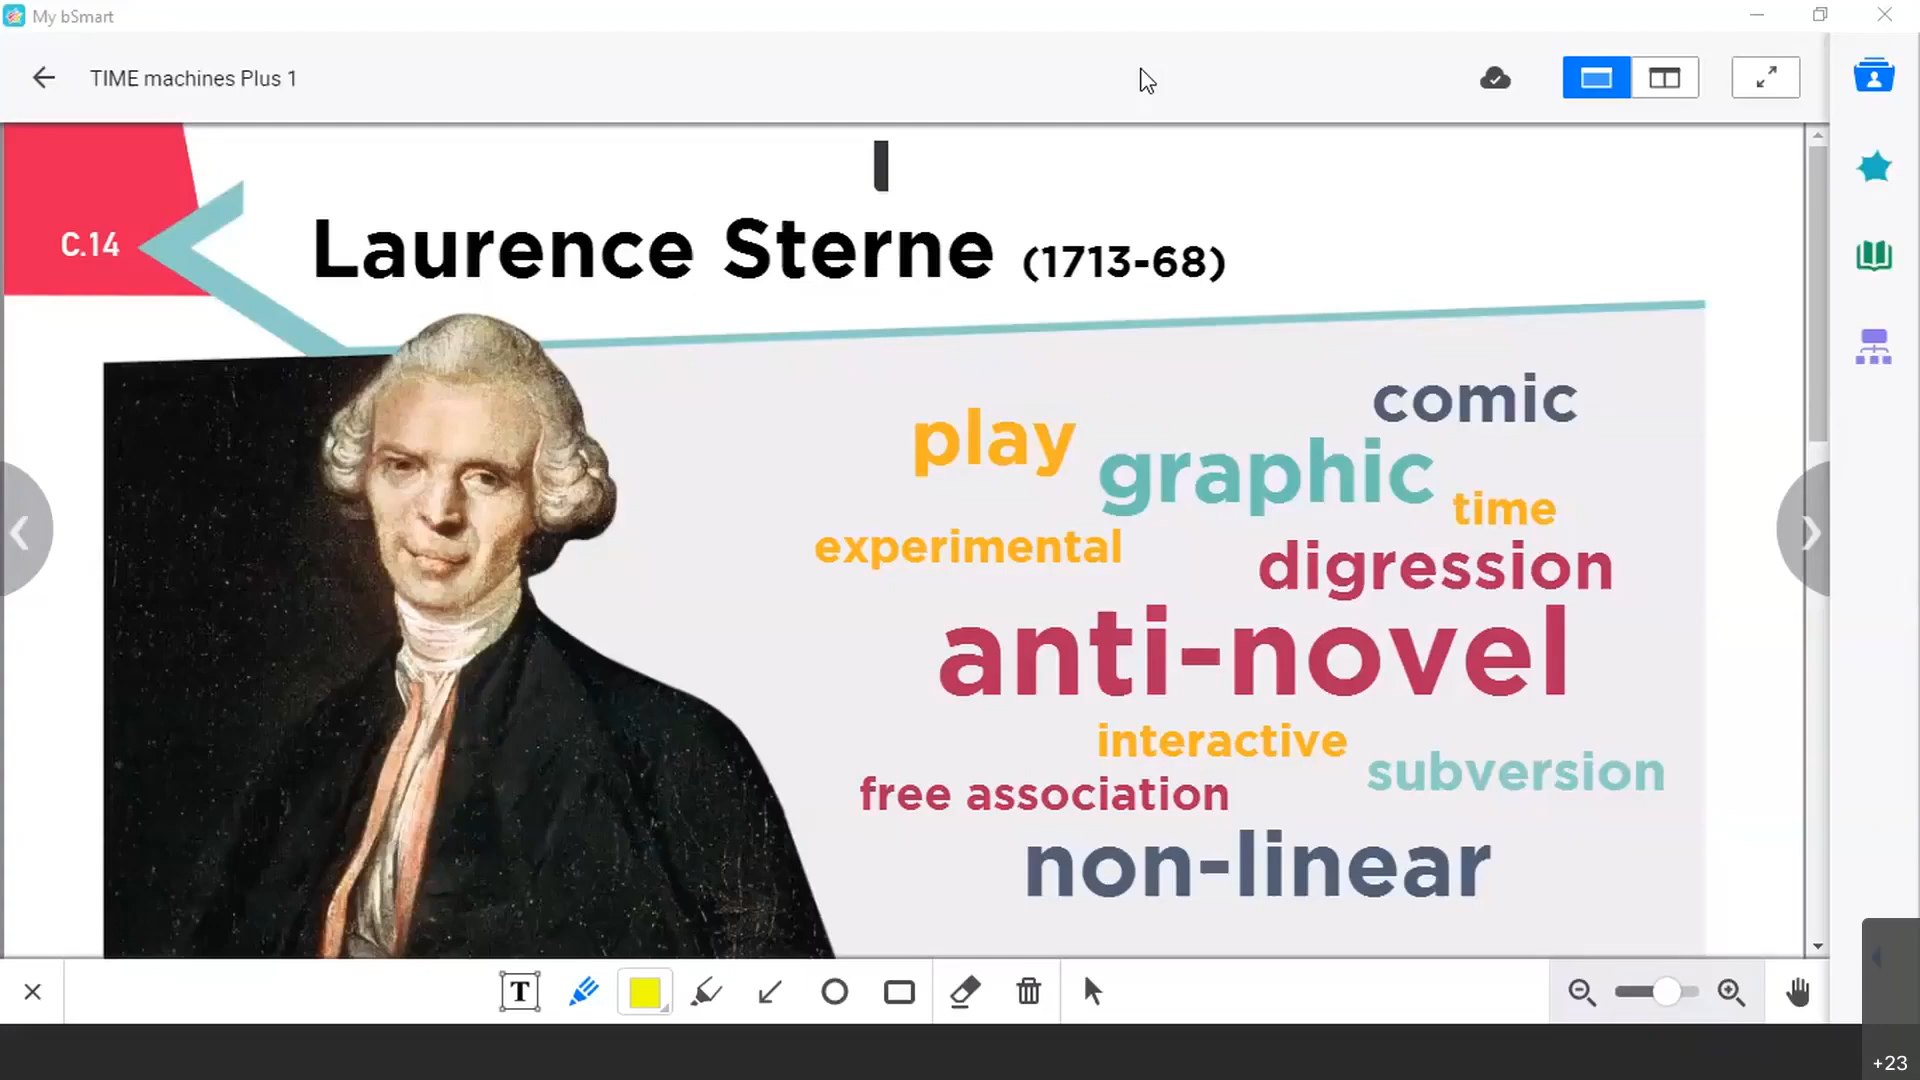 My bSmart
TIME machines Plus 1
C.14
Laurence Sterne (1713-68)
comic
play
graphic
time
experimental
digression
anti-novel
interactive
subversion
free association
non-linear
T
+23